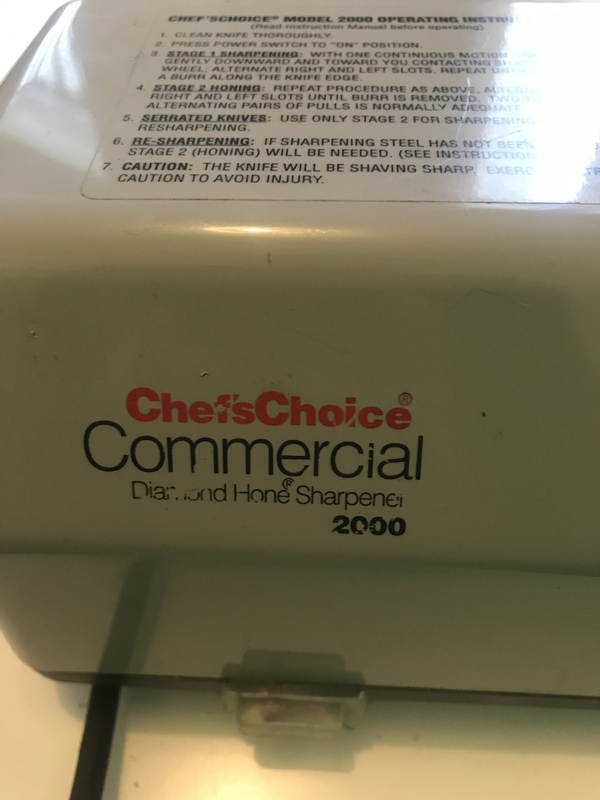 CHEF'SCHOICE® MODEL 2000 OPERATING
(Read Instruction Manual before operating)
1. CLEAN KNIFE THOROUGHLY.
2. PRESS POWER SWITCH TO "ON" POSITION.
3. STAGE 1 SHARPENING: WITH ONE CONTINUOUS MOTION
GENTLY DOWNWARD AND TOWARD YOU CONTACTING
WHEEL; ALTERNATE RIGHT AND LEFT SLOTS. REPEAT
A BURR ALONG THE KNIFE EDGE.
4. STAGE 2 HONING: REPEAT PROCEDURE AS ABOVE,
RIGHT AND LEFT SLOTS UNTIL BURR IS REMOVED. TWO
ALTERNATING PAIRS OF PULLS IS NORMALLY ADEQUATE.
5. SERRATED KNIVES: USE ONLY STAGE 2 FOR SHARPENING
RESHARPENING.
6. RE-SHARPENING: IF SHARPENING STEEL HAS NOT BEEN
STAGE 2 (HONING) WILL BE NEEDED. (SEE INSTRUCTION
7. CAUTION: THE KNIFE WILL BE SHAVING SHARP.
CAUTION TO AVOID INJURY.
Chef'sChoice®
Commercial
Diamond Hone® Sharpener
2000